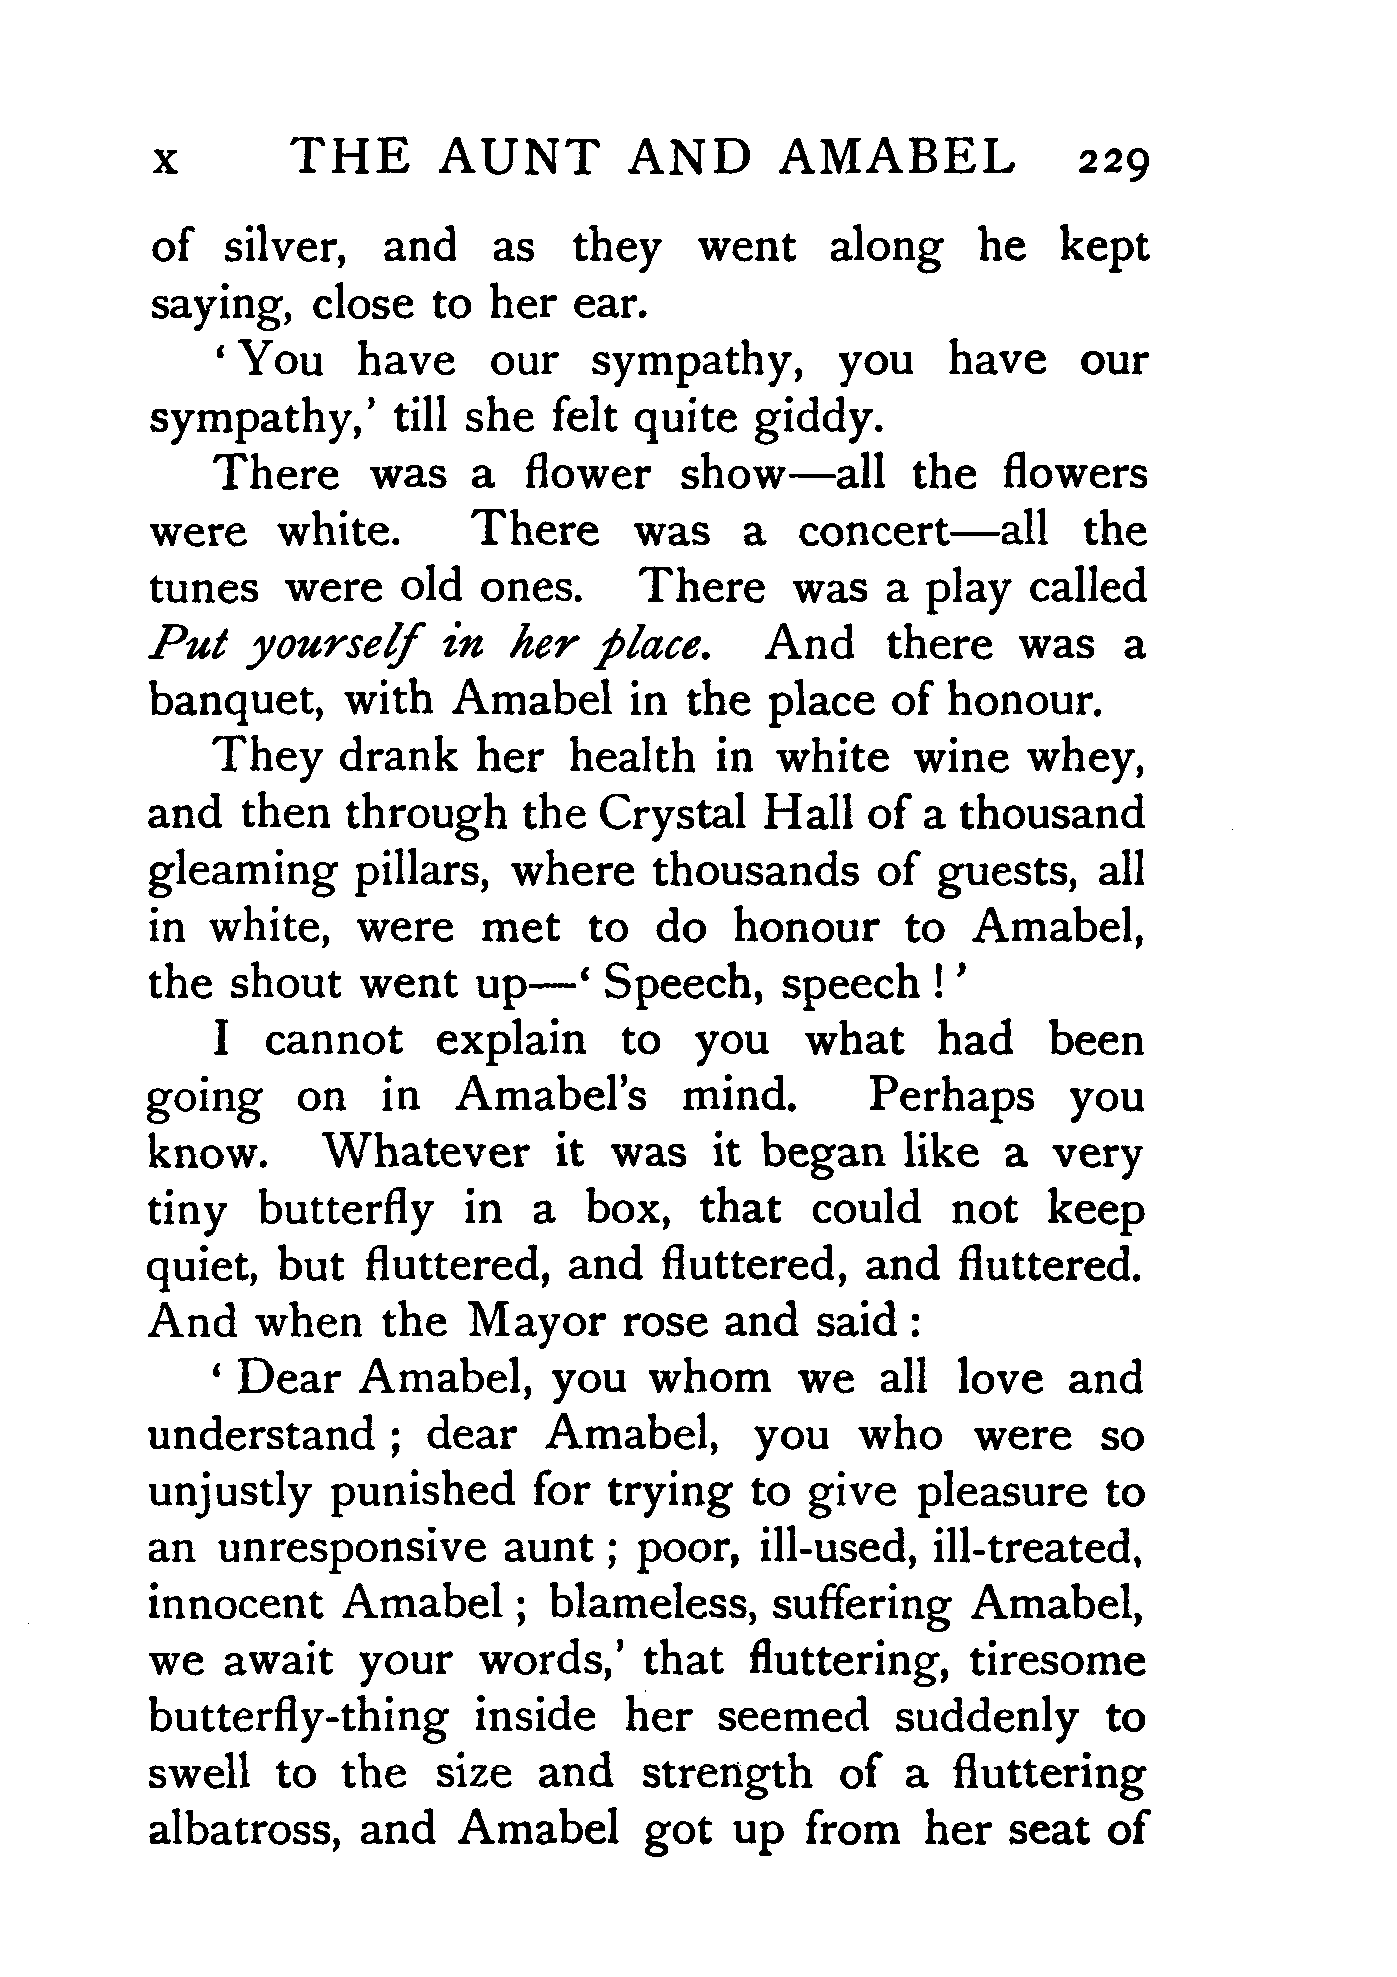 x THE AUNT AND AMABEL 229
of silver, and as they went along he kept
saying, close to her ear.
‘ You have our sympathy, you have our
sympathy,’ till she felt quite giddy.
There was a flower show—all the flowers
were white. There was a concert—all the
tunes were old ones. There was a play called
Put yourself in her place. And there was a
banquet, with Amabel in the place of honour.
They drank her health in white wine whey,
and then through the Crystal Hall of a thousand
gleaming pillars, where thousands of guests, all
in white, were met to do honour to Amabel,
the shout went up—‘ Speech, speech ! ’
I cannot explain to you what had been
going on in Amabel’s mind. Perhaps you
know. Whatever it was it began like a very
tiny butterfly in a box, that could not keep
quiet, but fluttered, and fluttered, and fluttered.
And when the Mayor rose and said :
‘ Dear Amabel, you whom we all love and
understand ; dear Amabel, you who were so
unjustly punished for trying to give pleasure to
an unresponsive aunt ; poor, ill-used, ill-treated,
innocent Amabel ; blameless, suffering Amabel,
we await your words,’ that fluttering, tiresome
butterfly-thing inside her seemed suddenly to
swell to the size and strength of a fluttering
albatross, and Amabel got up from her seat of